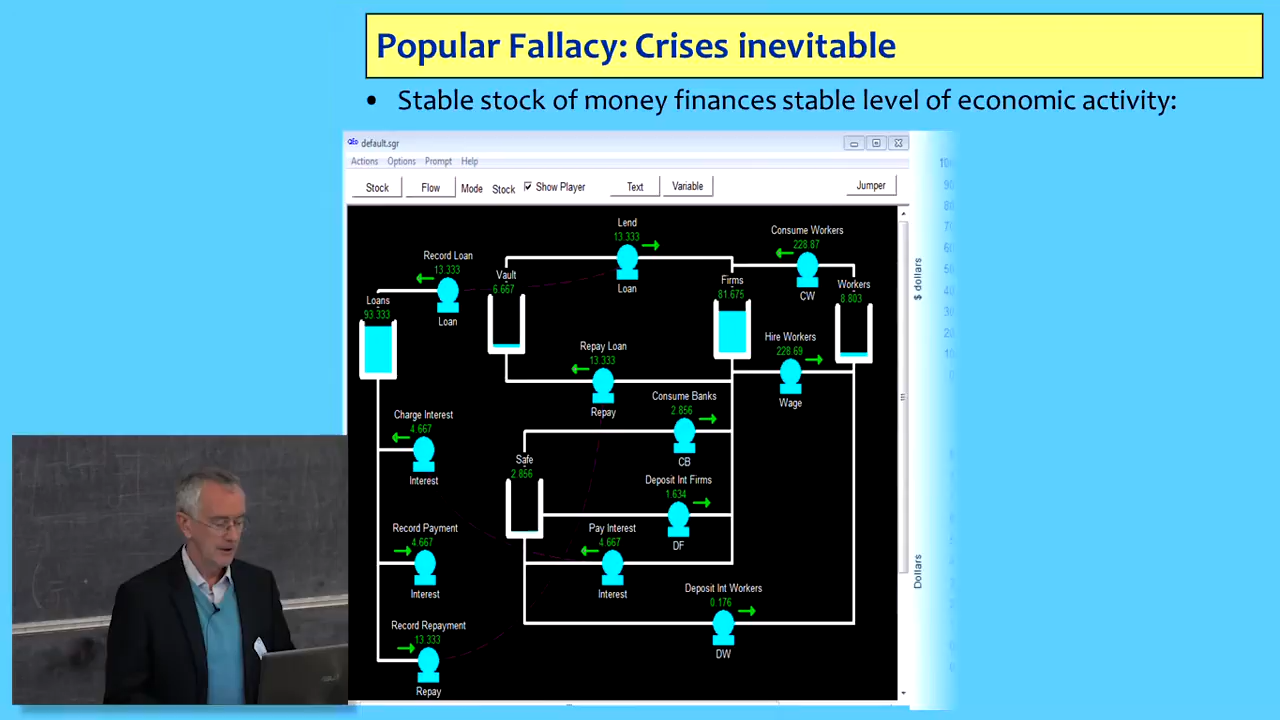 Popular Fallacy: Crises inevitable
• Stable stock of money finances stable level of economic activity:
default.sgr
Actions Options Prompt Help
Stock Flow Mode Stock Show Player Text Variable Jumper
Lend
13.333
Loan
Consume Workers
228.87
CW
Record Loan
13.333
Loan
Vault
6.667
Firms
81.675
Workers
8.803
Loans
93.333
Repay Loan
13.333
Repay
Hire Workers
228.69
Wage
Consume Banks
2.856
CB
Charge Interest
4.667
Interest
Safe
2.856
Deposit Int Firms
1.634
DF
Record Payment
4.667
Interest
Pay Interest
4.667
Interest
Deposit Int Workers
0.176
DW
Record Repayment
13.333
Repay
$ dollars
Dollars